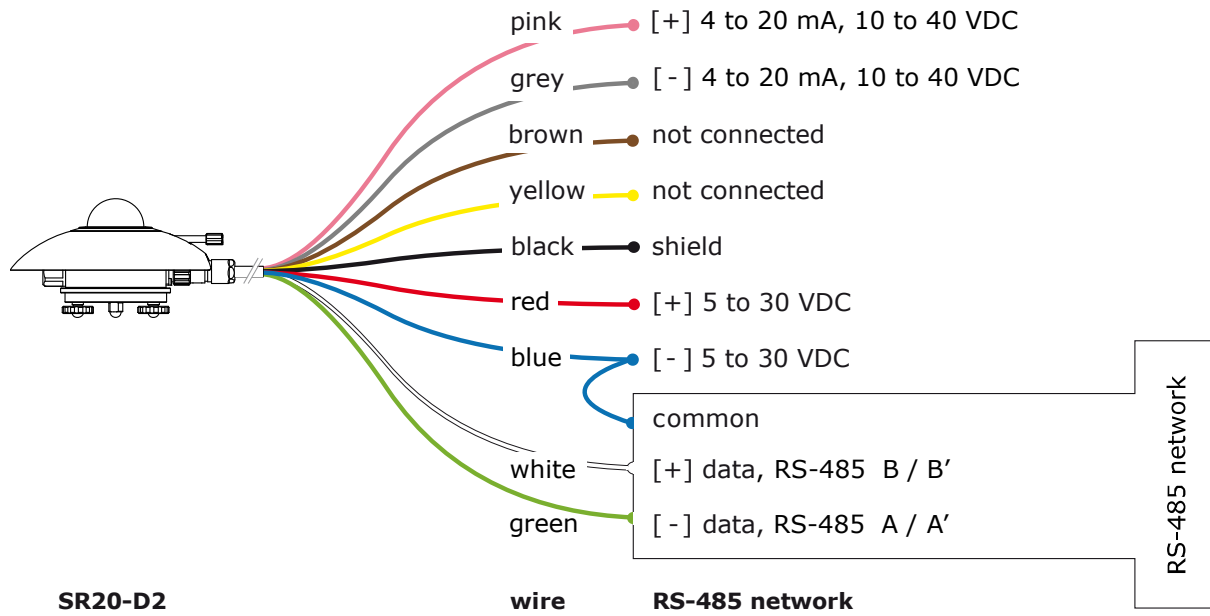 pink [+] 4 to 20 mA, 10 to 40 VDC
grey [-] 4 to 20 mA, 10 to 40 VDC
brown not connected
yellow not connected
black shield
red [+] 5 to 30 VDC
blue [-] 5 to 30 VDC
common
white [+] data, RS-485 B / B′
green [-] data, RS-485 A / A′
RS-485 network
SR20-D2 wire RS-485 network